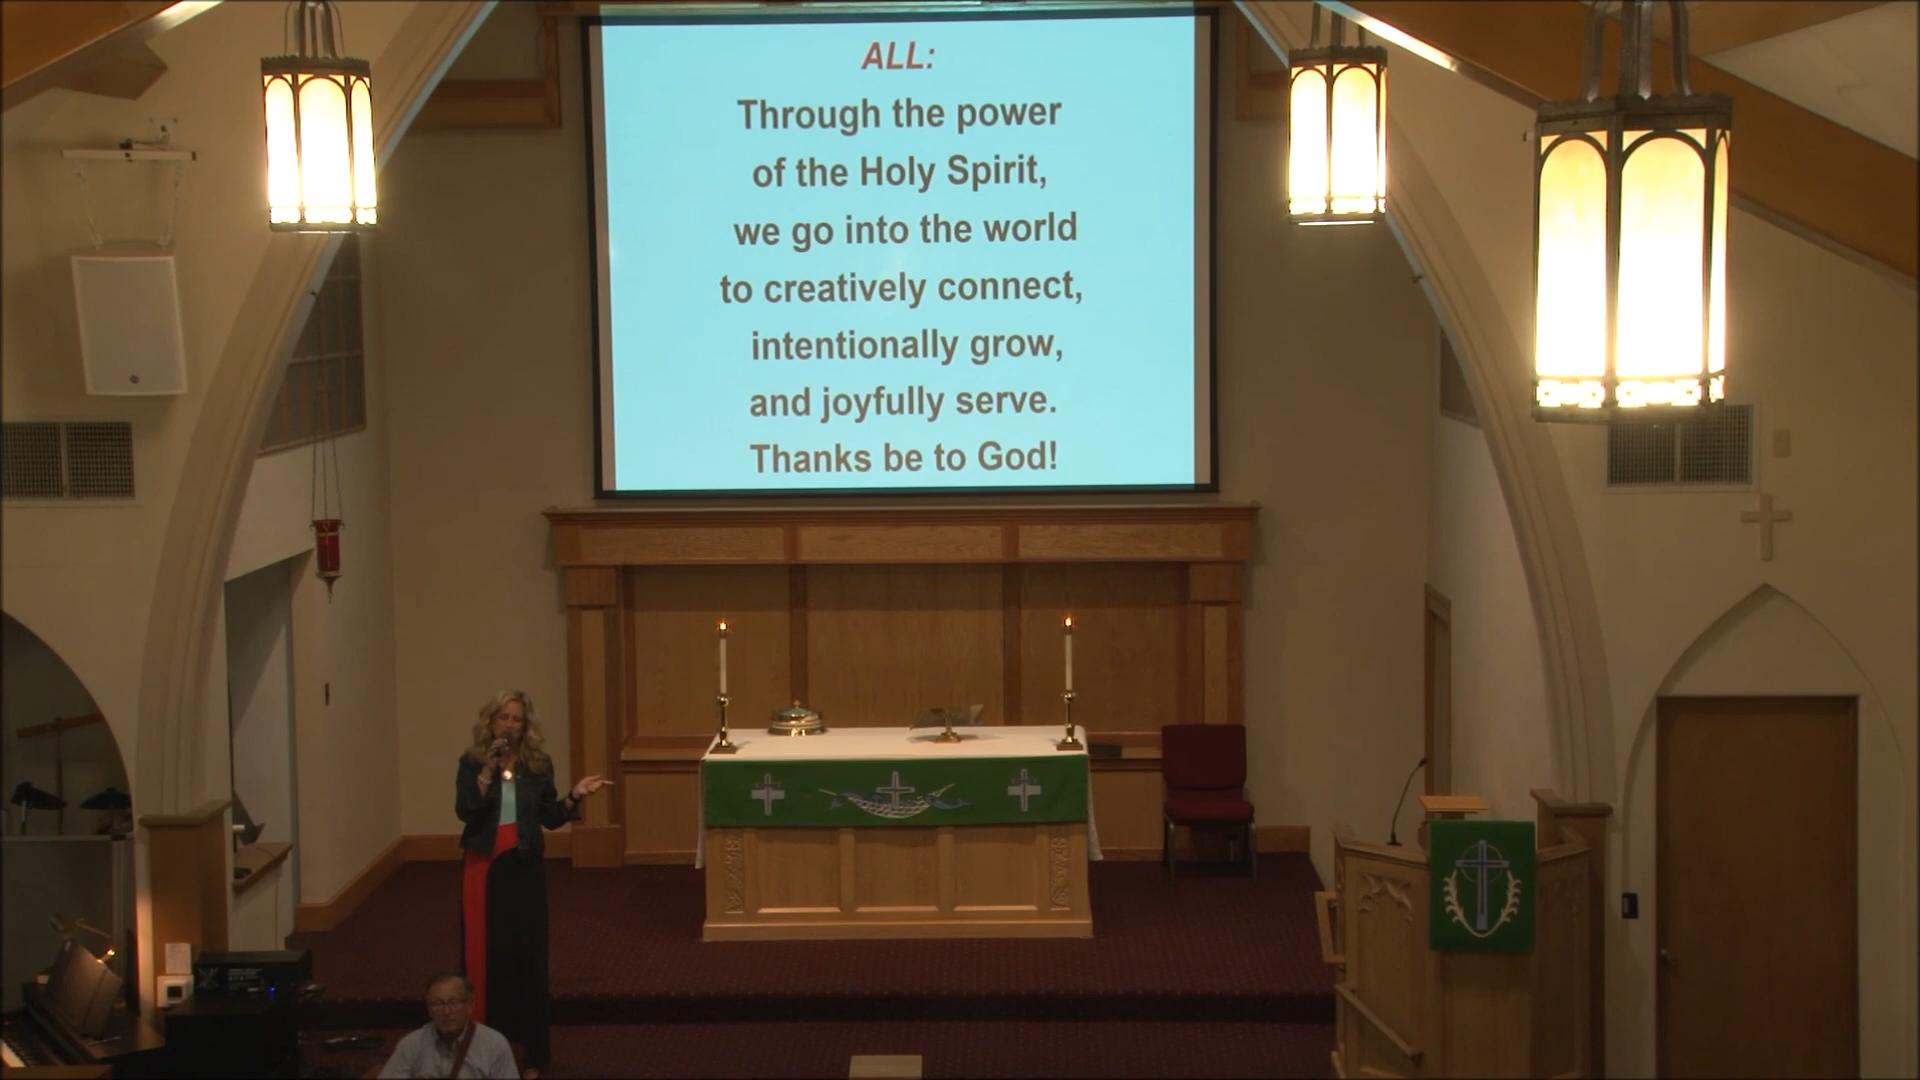 ALL:
Through the power
of the Holy Spirit,
we go into the world
to creatively connect,
intentionally grow,
and joyfully serve.
Thanks be to God!